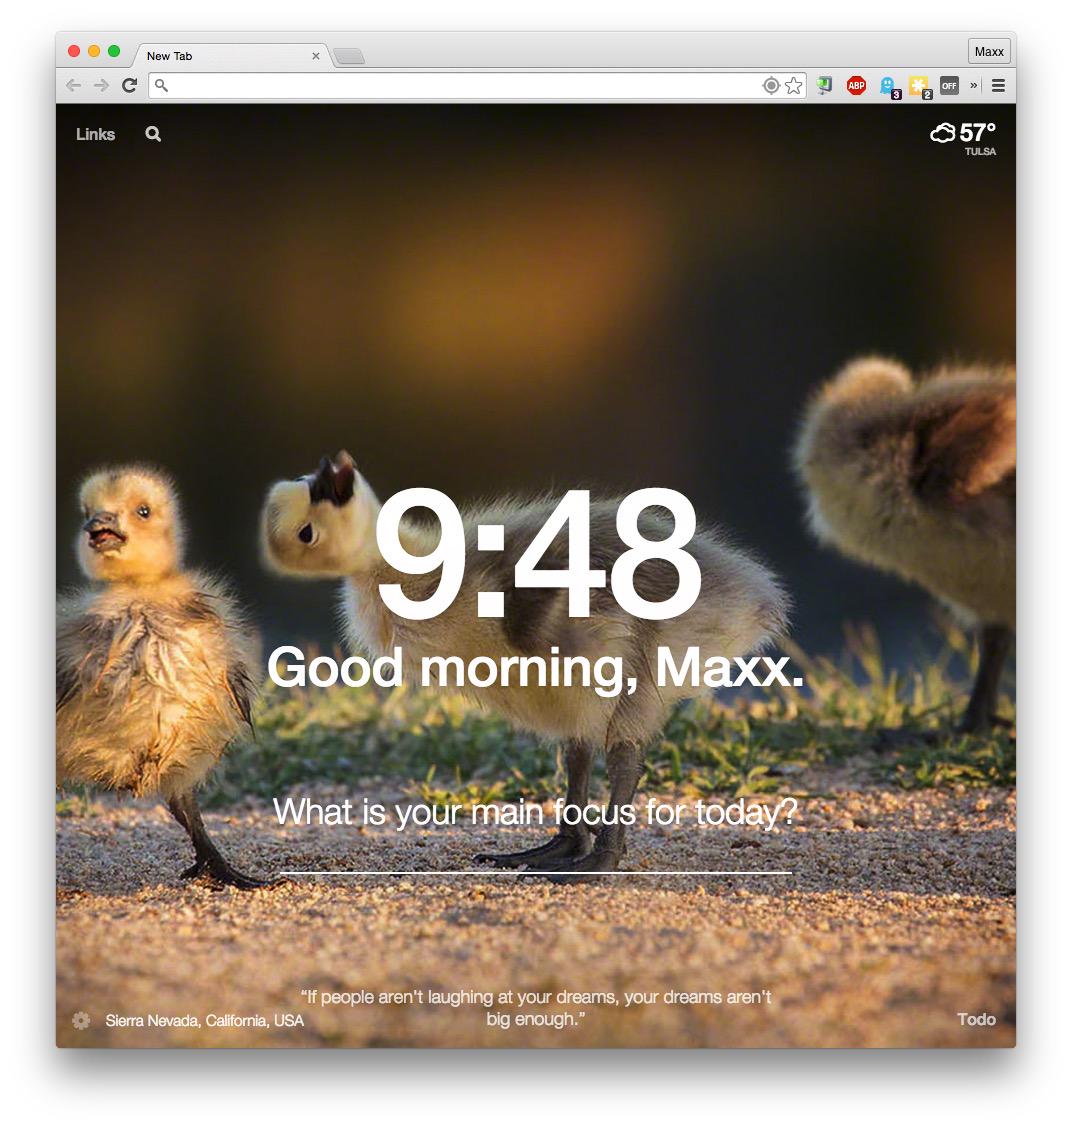 New Tab
Maxx
ABP
3
2
OFF
»
Links
57°
TULSA
9:48
Good morning, Maxx.
What is your main focus for today?
“If people aren't laughing at your dreams, your dreams aren't
big enough.”
Sierra Nevada, California, USA
Todo